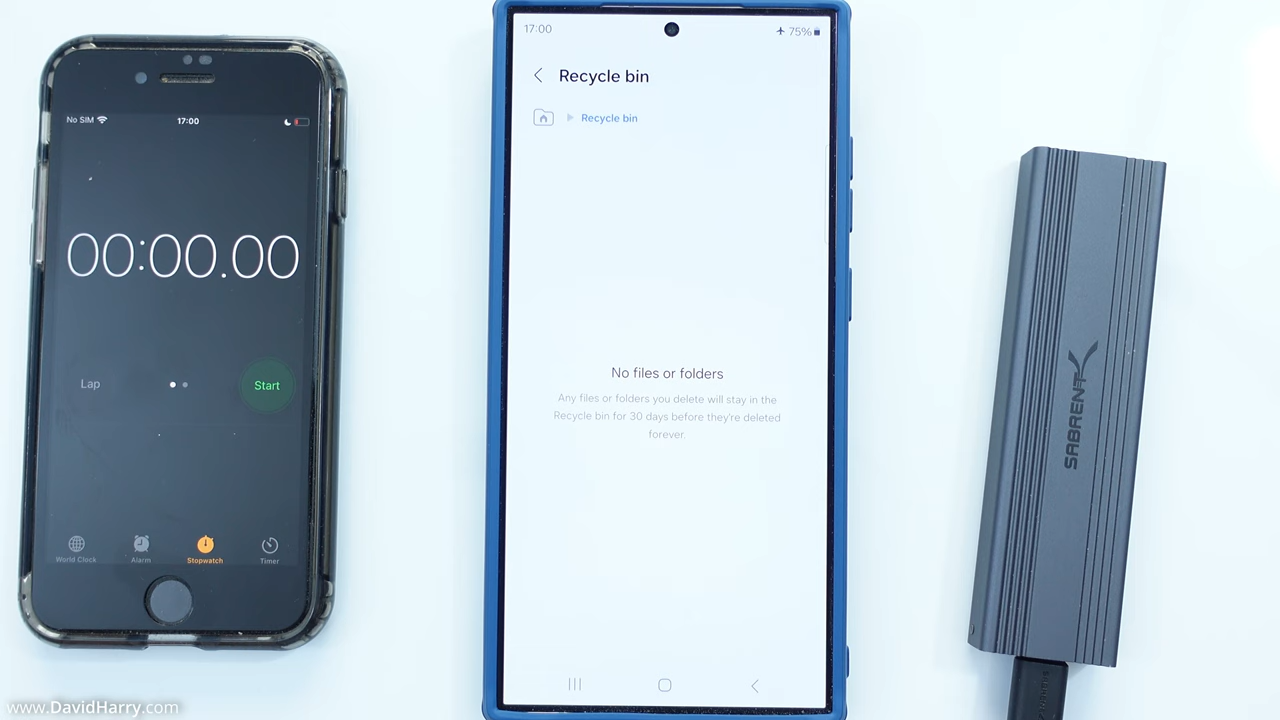 No SIM
17:00
00:00.00
Lap
Start
World Clock
Alarm
Stopwatch
Timer
17:00
75%
Recycle bin
Recycle bin
No files or folders
Any files or folders you delete will stay in the
Recycle bin for 30 days before they're deleted
forever.
SABRENT
SABRENT
www.DavidHarry.com